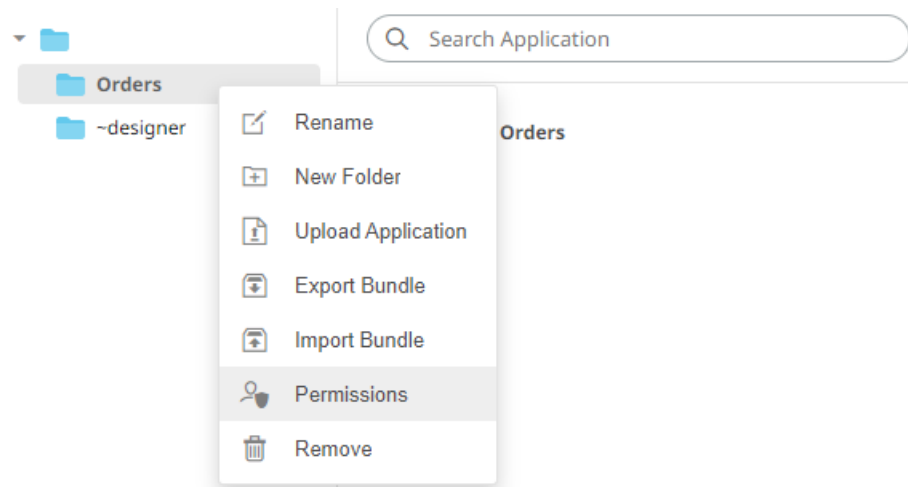 Search Application
Orders
~designer
Rename
Orders
New Folder
Upload Application
Export Bundle
Import Bundle
Permissions
Remove